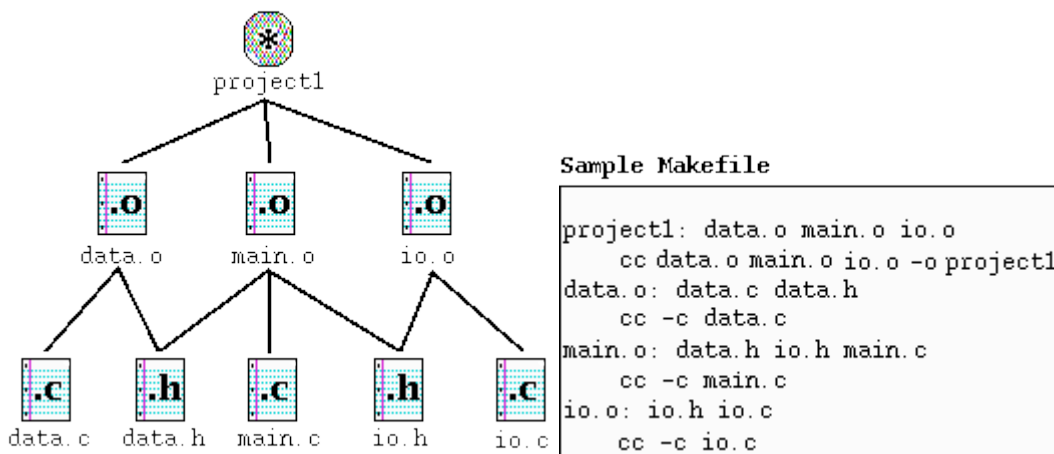 *
project1
.o .o .o
data.o main.o io.o
.c .h .c .h .c
data.c data.h main.c io.h io.c
Sample Makefile
project1: data.o main.o io.o
cc data.o main.o io.o -o project1
data.o: data.c data.h
cc -c data.c
main.o: data.h io.h main.c
cc -c main.c
io.o: io.h io.c
cc -c io.c